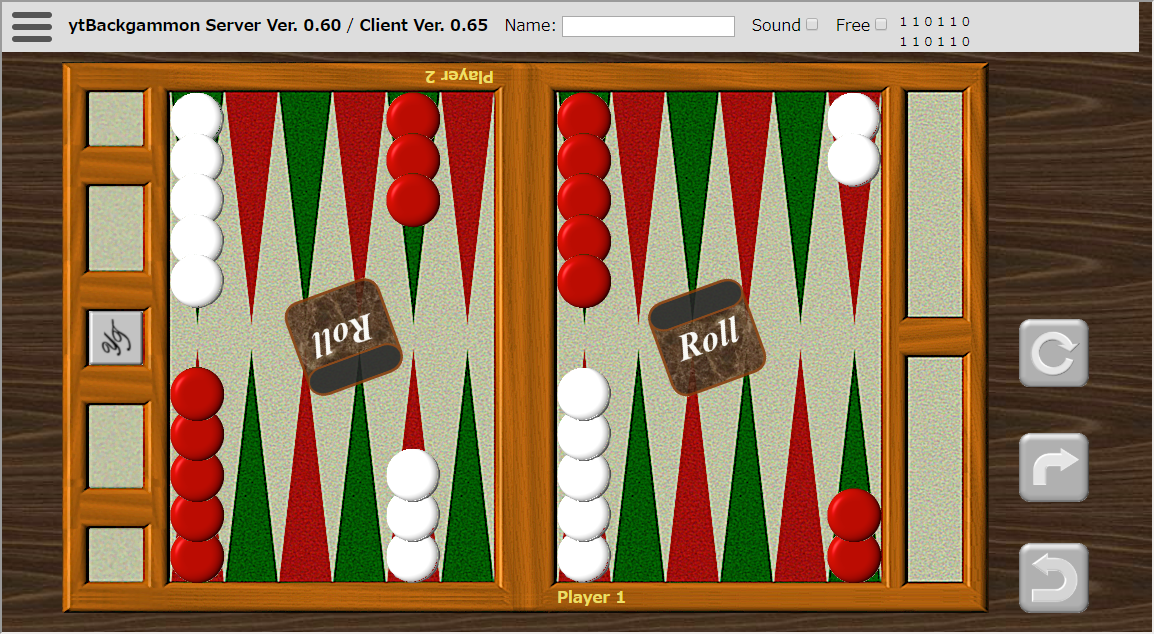 ytBackgammon Server Ver. 0.60 / Client Ver. 0.65 Name: Sound Free 1 1 0 1 1 0
1 1 0 1 1 0
Player 2
Roll
Roll
yt
Player 1